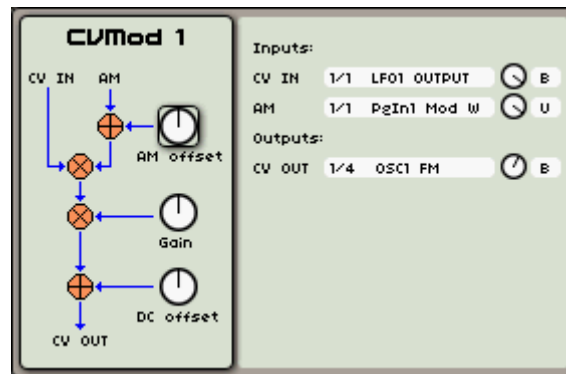 CVMod 1
CV IN AM
AM offset
Gain
DC offset
CV OUT
Inputs:
CV IN 1/1 LFO1 OUTPUT B
AM 1/1 PgIn1 Mod W U
Outputs:
CV OUT 1/4 OSC1 FM B